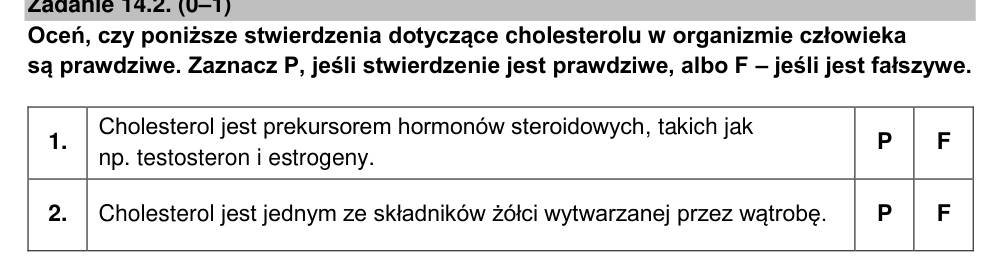 Zadanie 14.2. (0–1)
Oceń, czy poniższe stwierdzenia dotyczące cholesterolu w organizmie człowieka
są prawdziwe. Zaznacz P, jeśli stwierdzenie jest prawdziwe, albo F – jeśli jest fałszywe.
1. Cholesterol jest prekursorem hormonów steroidowych, takich jak P F
np. testosteron i estrogeny.
2. Cholesterol jest jednym ze składników żółci wytwarzanej przez wątrobę. P F